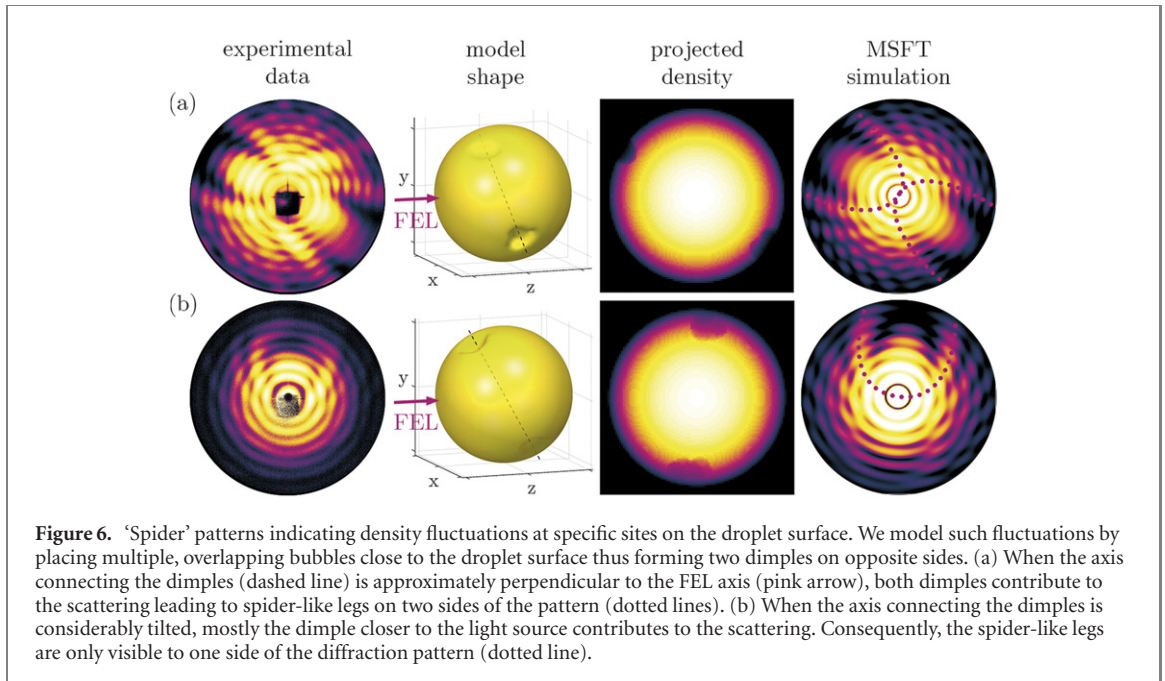 experimental data
model shape
projected density
MSFT simulation
(a)
y
FEL
x
z
(b)
y
FEL
x
z
Figure 6. 'Spider' patterns indicating density fluctuations at specific sites on the droplet surface. We model such fluctuations by
placing multiple, overlapping bubbles close to the droplet surface thus forming two dimples on opposite sides. (a) When the axis
connecting the dimples (dashed line) is approximately perpendicular to the FEL axis (pink arrow), both dimples contribute to
the scattering leading to spider-like legs on two sides of the pattern (dotted lines). (b) When the axis connecting the dimples is
considerably tilted, mostly the dimple closer to the light source contributes to the scattering. Consequently, the spider-like legs
are only visible to one side of the diffraction pattern (dotted line).